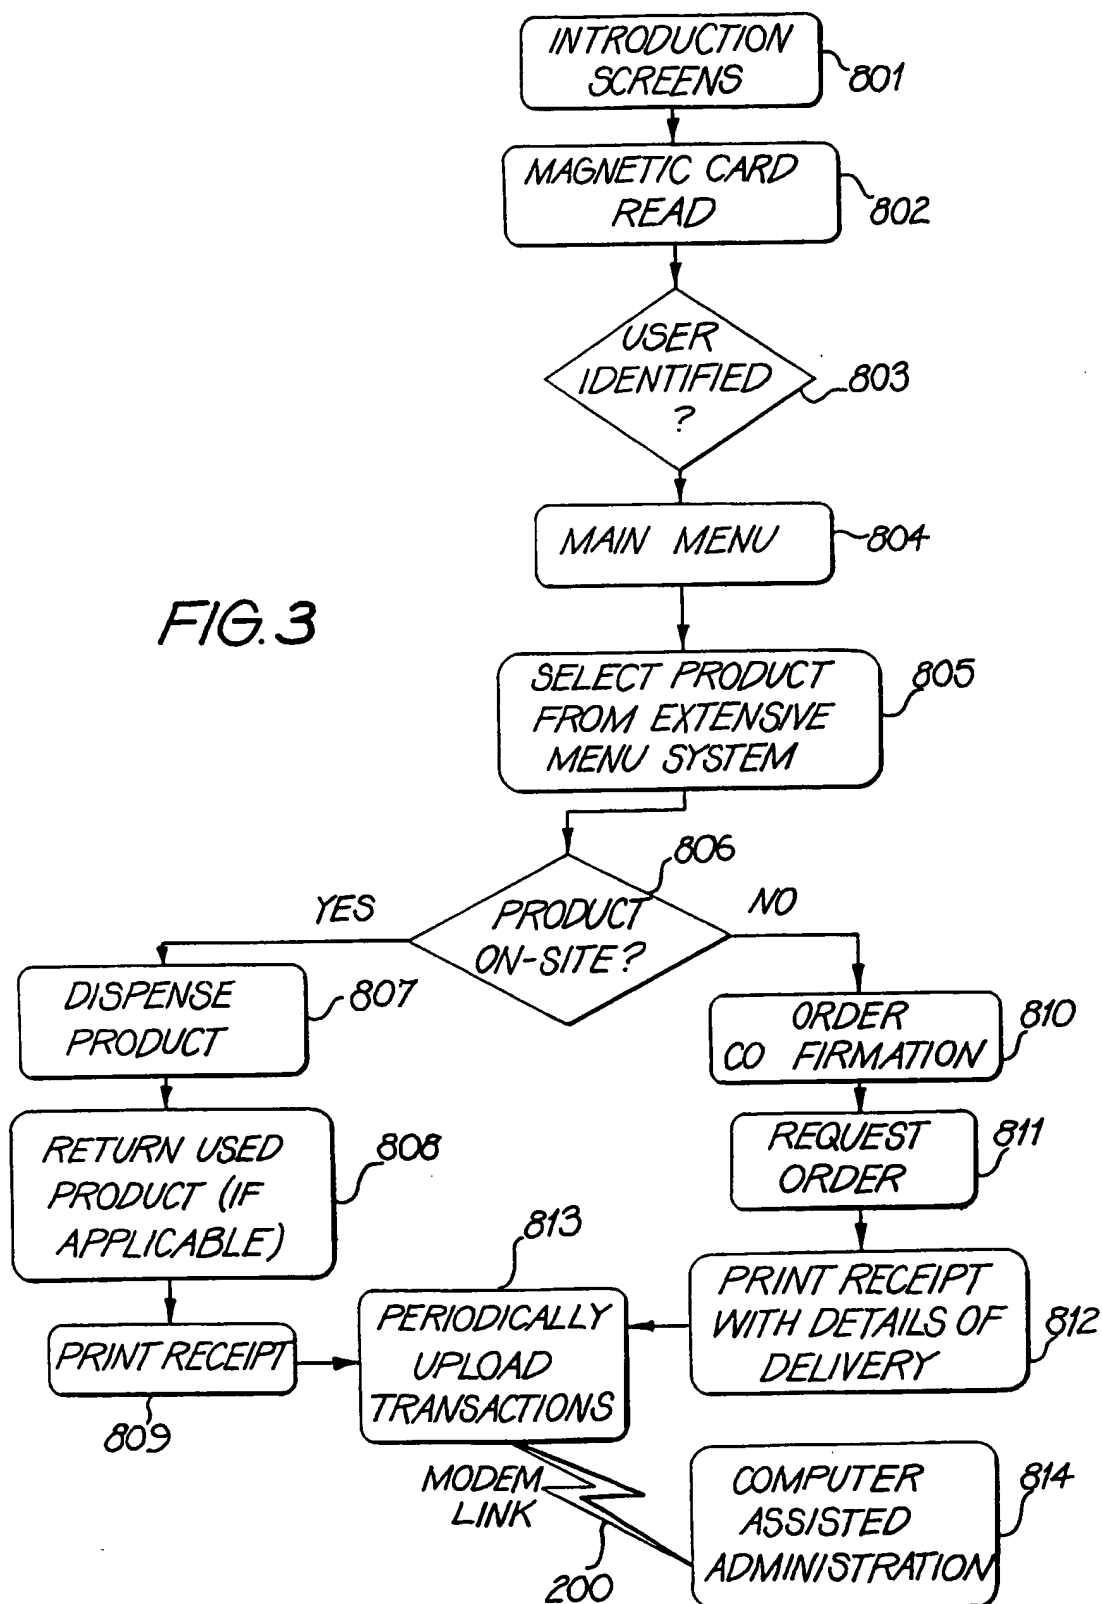 INTRODUCTION
SCREENS
801
MAGNETIC CARD
READ
802
USER
IDENTIFIED
?
803
MAIN MENU
804
FIG. 3
SELECT PRODUCT
FROM EXTENSIVE
MENU SYSTEM
805
806
PRODUCT
ON-SITE?
YES
NO
DISPENSE
PRODUCT
807
RETURN USED
PRODUCT (IF
APPLICABLE)
808
PRINT RECEIPT
809
ORDER
CO FIRMATION
810
REQUEST
ORDER
811
PRINT RECEIPT
WITH DETAILS OF
DELIVERY
812
813
PERIODICALLY
UPLOAD
TRANSACTIONS
MODEM
LINK
200
COMPUTER
ASSISTED
ADMINISTRATION
814